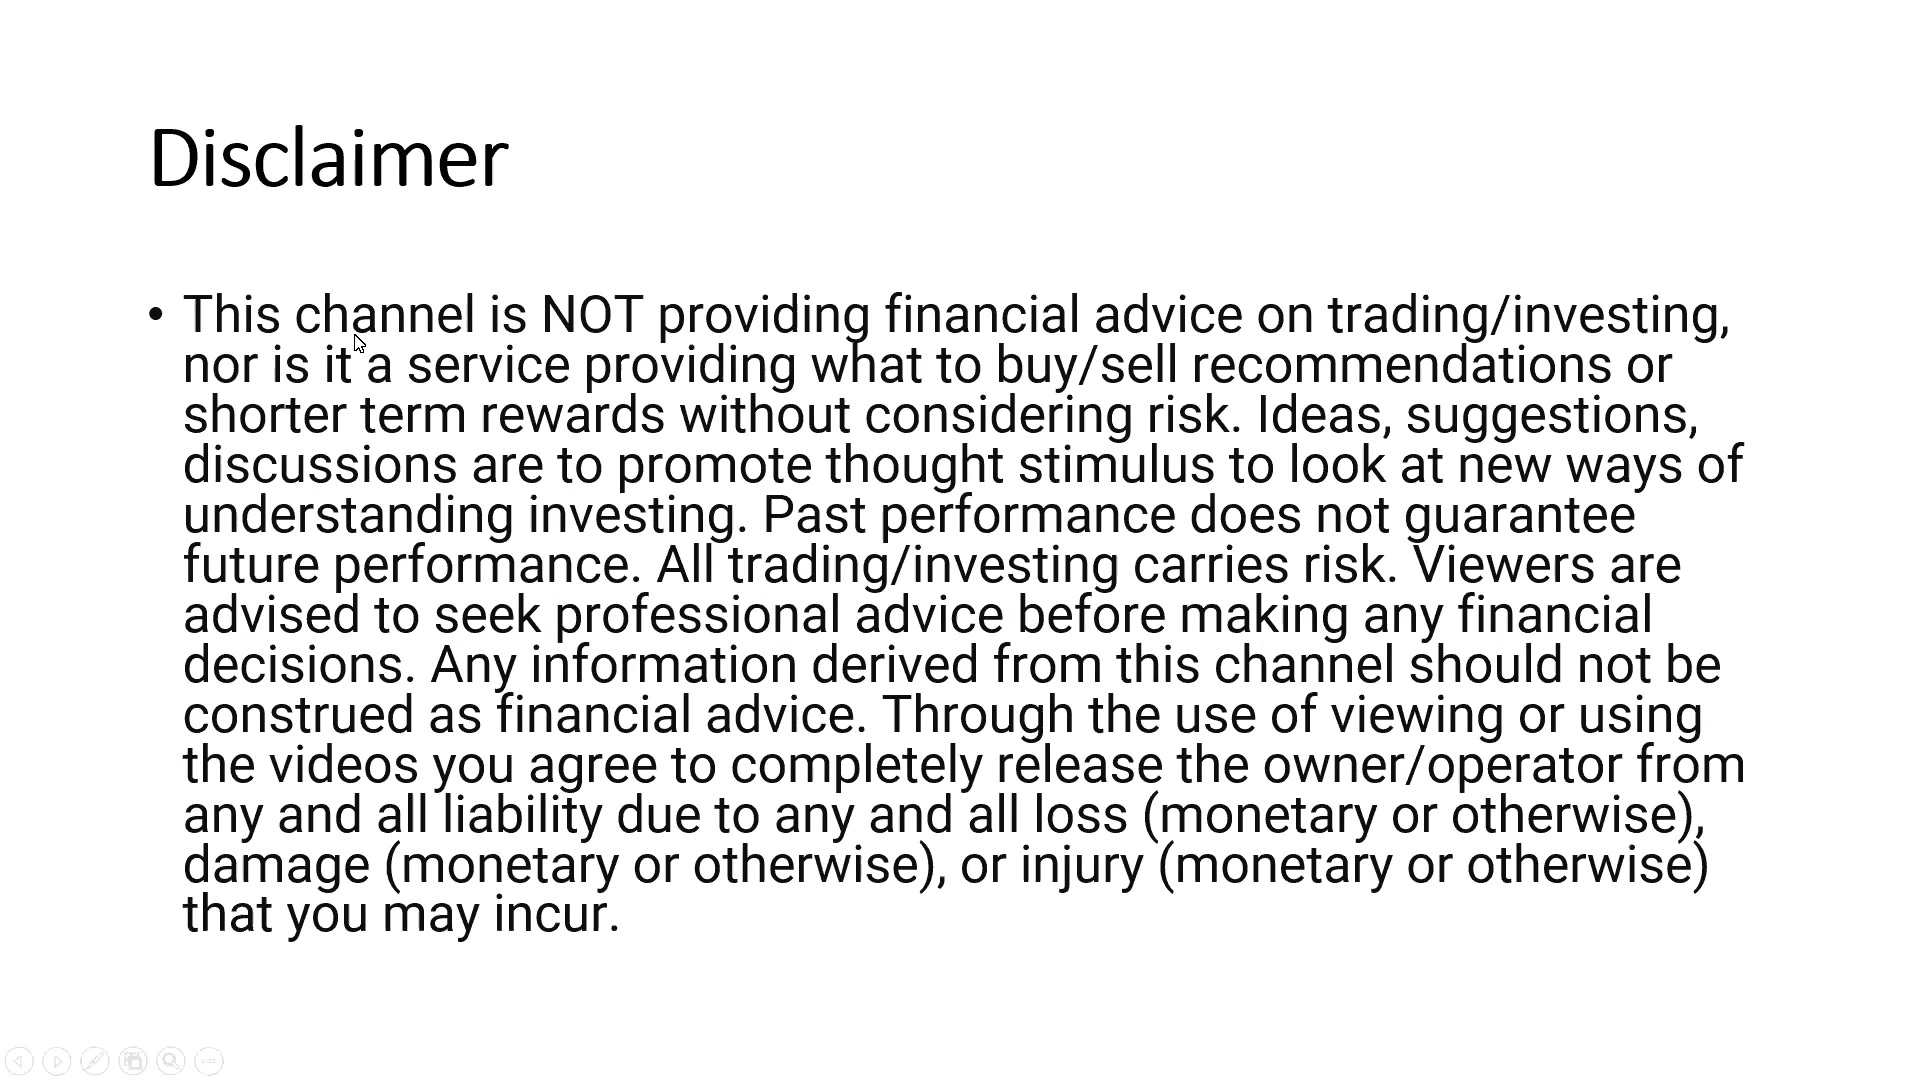 Disclaimer
• This channel is NOT providing financial advice on trading/investing,
nor is it a service providing what to buy/sell recommendations or
shorter term rewards without considering risk. Ideas, suggestions,
discussions are to promote thought stimulus to look at new ways of
understanding investing. Past performance does not guarantee
future performance. All trading/investing carries risk. Viewers are
advised to seek professional advice before making any financial
decisions. Any information derived from this channel should not be
construed as financial advice. Through the use of viewing or using
the videos you agree to completely release the owner/operator from
any and all liability due to any and all loss (monetary or otherwise),
damage (monetary or otherwise), or injury (monetary or otherwise)
that you may incur.